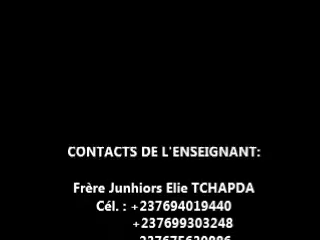 CONTACTS DE L'ENSEIGNANT:
Frère Junhiors Elie TCHAPDA
Cél. : +237694019440
+237699303248